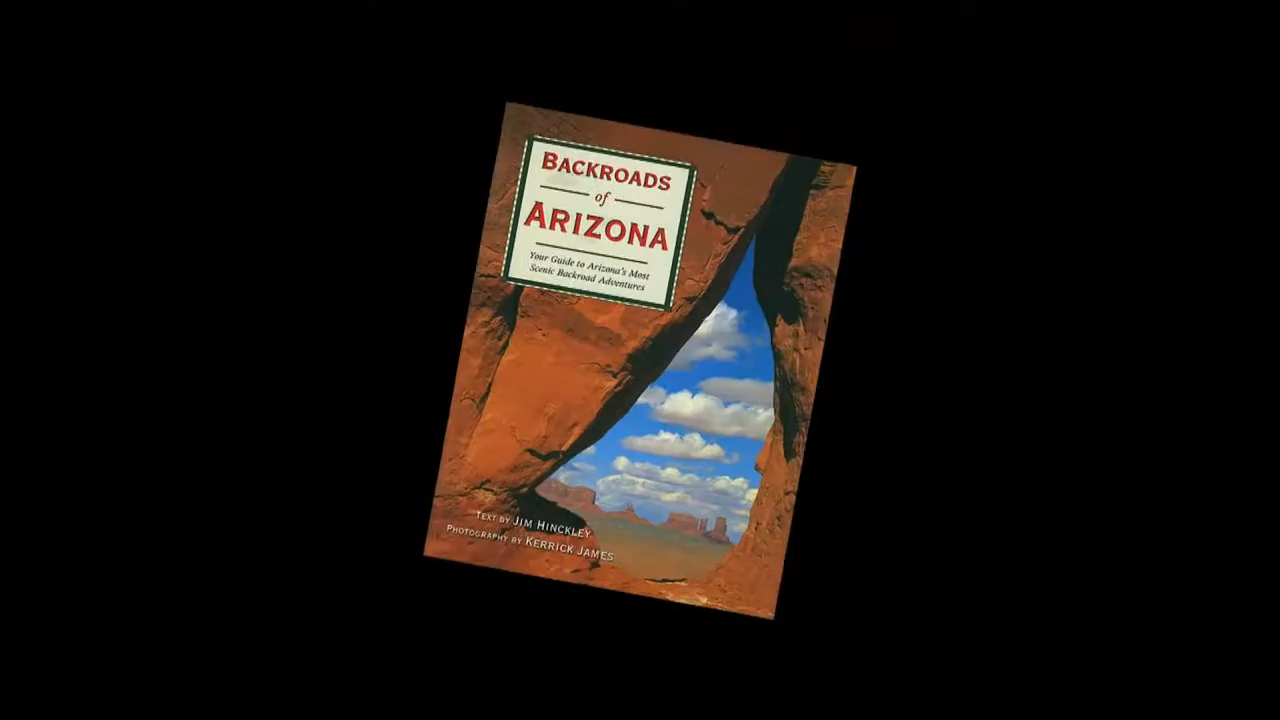 BACKROADS
of
ARIZONA
Your Guide to Arizona's Most
Scenic Backroad Adventures
TEXT BY JIM HINCKLEY
PHOTOGRAPHY BY KERRICK JAMES